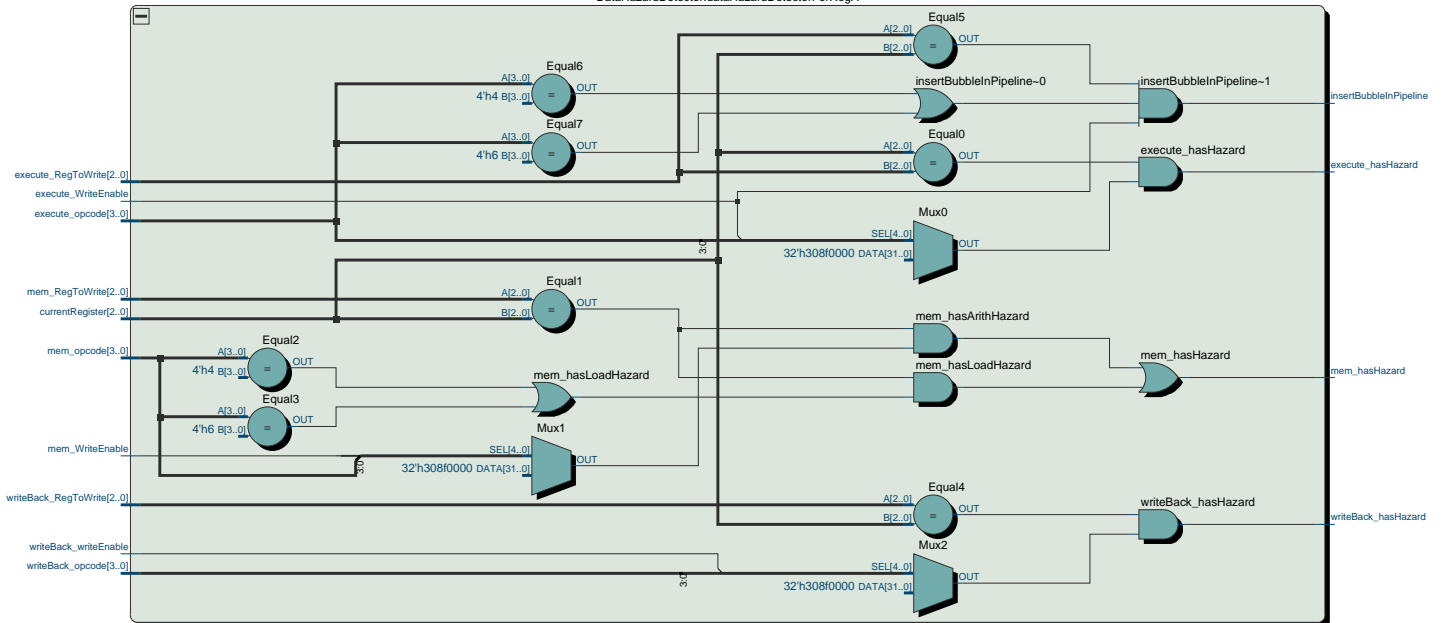 Equal5
A[2..0]
B[2..0]
OUT
Equal6
A[3..0]
4'h4 B[3..0]
OUT
insertBubbleInPipeline~0
insertBubbleInPipeline~1
insertBubbleInPipeline
Equal7
A[3..0]
4'h6 B[3..0]
OUT
Equal0
A[2..0]
B[2..0]
OUT
execute_hasHazard
execute_hasHazard
execute_RegToWrite[2..0]
execute_WriteEnable
execute_opcode[3..0]
Mux0
SEL[4..0]
32'h308f0000 DATA[31..0]
OUT
3:0
mem_RegToWrite[2..0]
currentRegister[2..0]
Equal1
A[2..0]
B[2..0]
OUT
mem_hasArithHazard
mem_opcode[3..0]
Equal2
A[3..0]
4'h4 B[3..0]
OUT
mem_hasLoadHazard
mem_hasLoadHazard
mem_hasHazard
mem_hasHazard
Equal3
A[3..0]
4'h6 B[3..0]
OUT
mem_WriteEnable
Mux1
SEL[4..0]
32'h308f0000 DATA[31..0]
OUT
3:0
writeBack_RegToWrite[2..0]
Equal4
A[2..0]
B[2..0]
OUT
writeBack_hasHazard
writeBack_hasHazard
writeBack_writeEnable
writeBack_opcode[3..0]
Mux2
SEL[4..0]
32'h308f0000 DATA[31..0]
OUT
3:0